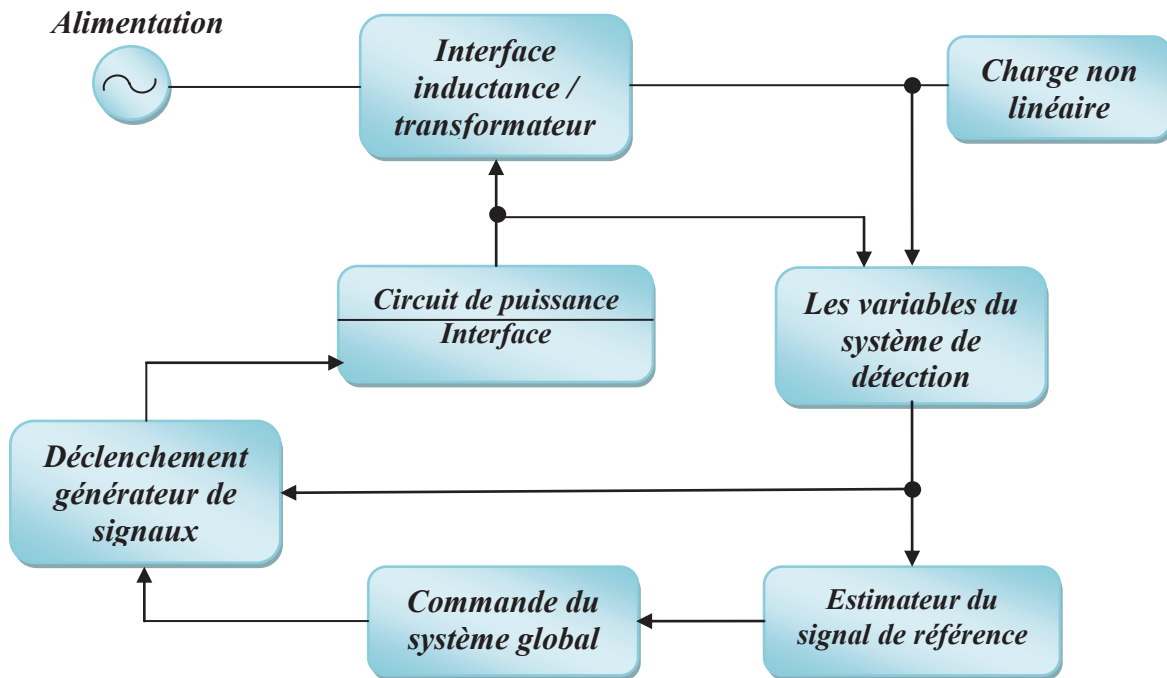 Alimentation
Interface
inductance /
transformateur
Charge non
linéaire
Circuit de puissance
Interface
Les variables du
système de
détection
Déclenchement
générateur de
signaux
Commande du
système global
Estimateur du
signal de référence